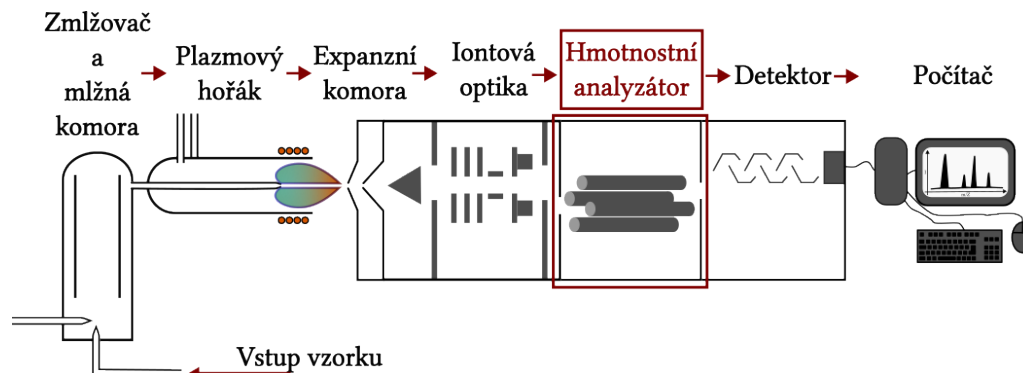 Zmlžovač
a
mlžná
komora
Plazmový
hořák
Expanzní
komora
Iontová
optika
Hmotnostní
analyzátor
Detektor
Počítač
Vstup vzorku